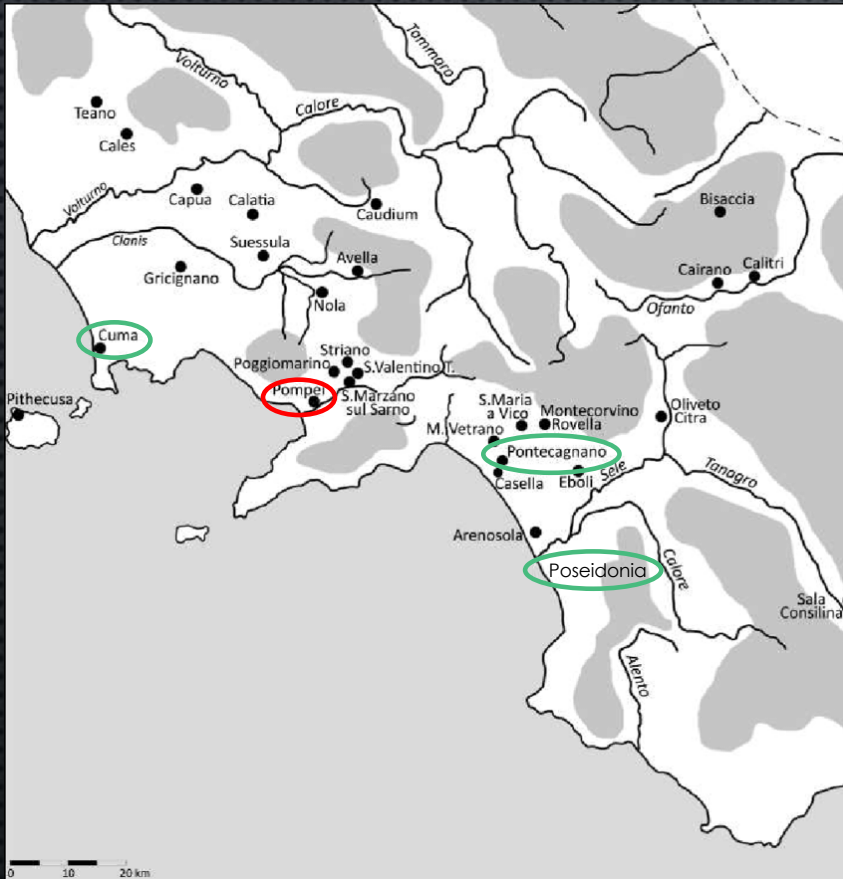 Volturno
Tammaro
Teano
Calore
Cales
Volturno
Capua
Calatia
Caudium
Bisaccia
Clanis
Suessula
Avella
Gricignano
Cairano
Calitri
Nola
Ofanto
Cuma
Striano
Poggiomarino
S.Valentino T.
Pompei
S.Marzano
sul Sarno
Pithecusa
S.Maria
a Vico
Montecorvino
Rovella
Oliveto
Citra
M. Vetrano
Pontecagnano
Casella
Eboli
Sele
Tanagro
Arenosola
Poseidonia
Calore
Sala
Consilina
Alento
0 10 20 km